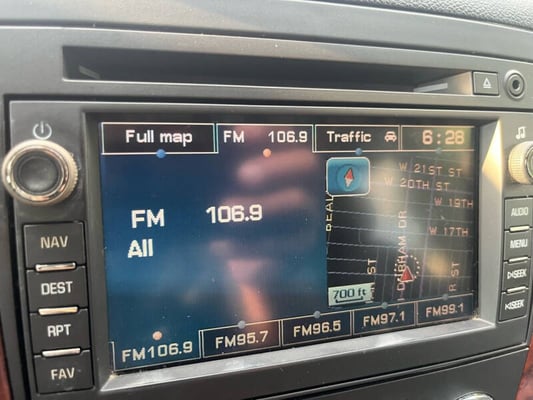 Full map FM 106.9 Traffic 6:28
W 21ST ST
W 20TH ST
W 19TH
W 17TH
FM 106.9
All
ST
DURHAM DR
ST
700 ft
FM106.9 FM95.7 FM96.5 FM97.1 FM99.1
NAV
DEST
RPT
FAV
AUDIO
MENU
SEEK
SEEK